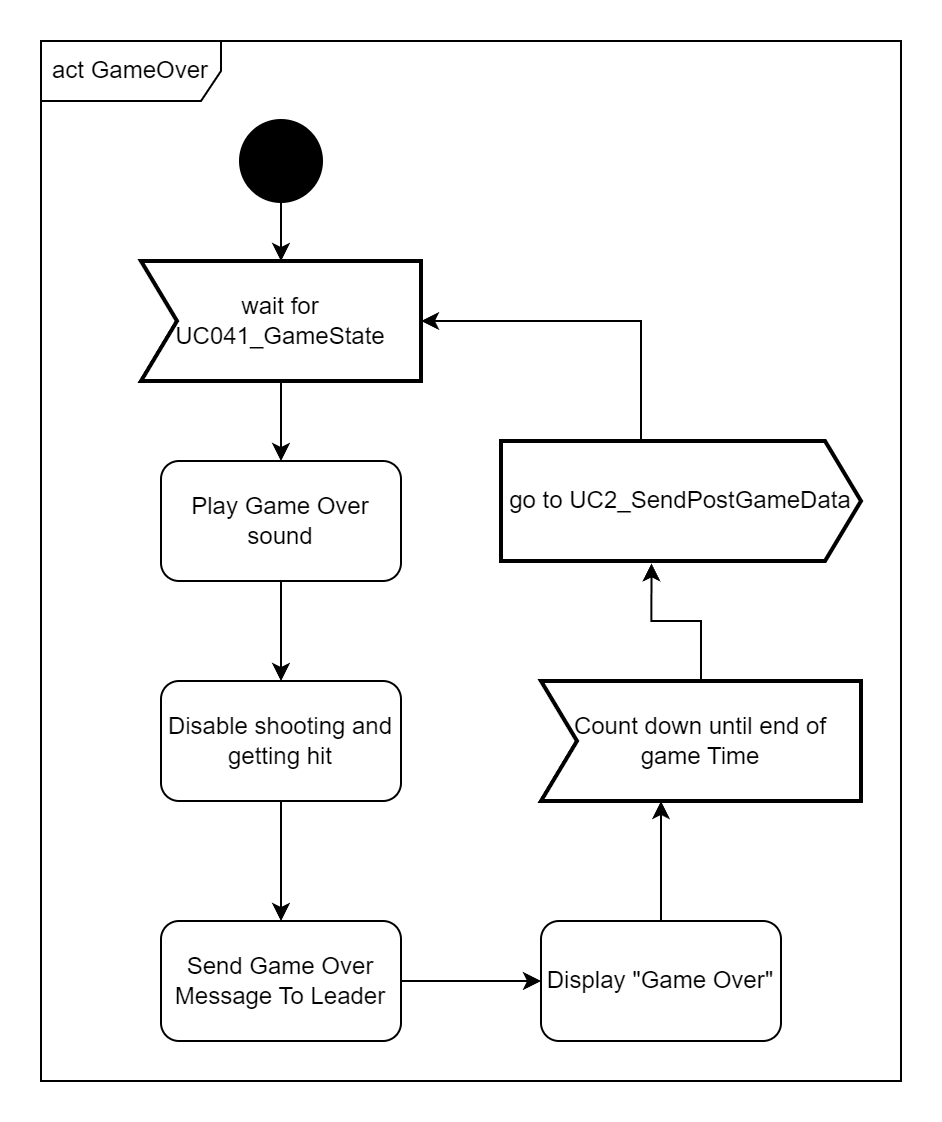 act GameOver
wait for
UC041_GameState
Play Game Over
sound
Disable shooting and
getting hit
Send Game Over
Message To Leader
Display "Game Over"
Count down until end of
game Time
go to UC2_SendPostGameData